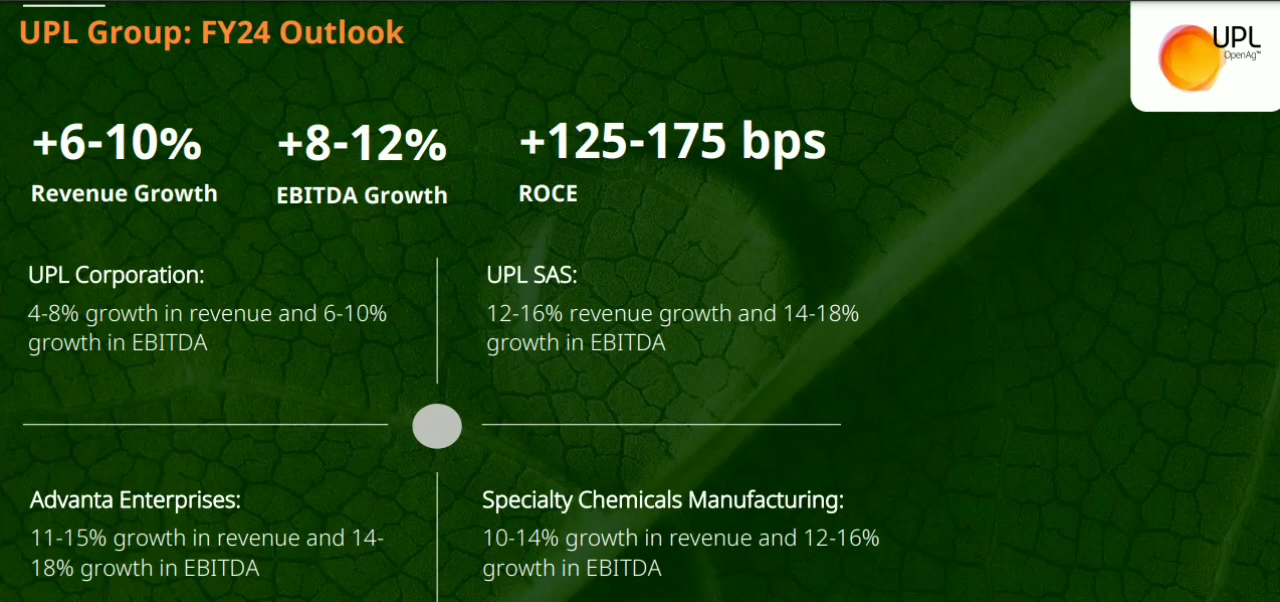 UPL Group: FY24 Outlook
UPL
OpenAg™
+6-10%
Revenue Growth
+8-12%
EBITDA Growth
+125-175 bps
ROCE
UPL Corporation:
4-8% growth in revenue and 6-10%
growth in EBITDA
UPL SAS:
12-16% revenue growth and 14-18%
growth in EBITDA
Advanta Enterprises:
11-15% growth in revenue and 14-
18% growth in EBITDA
Specialty Chemicals Manufacturing:
10-14% growth in revenue and 12-16%
growth in EBITDA